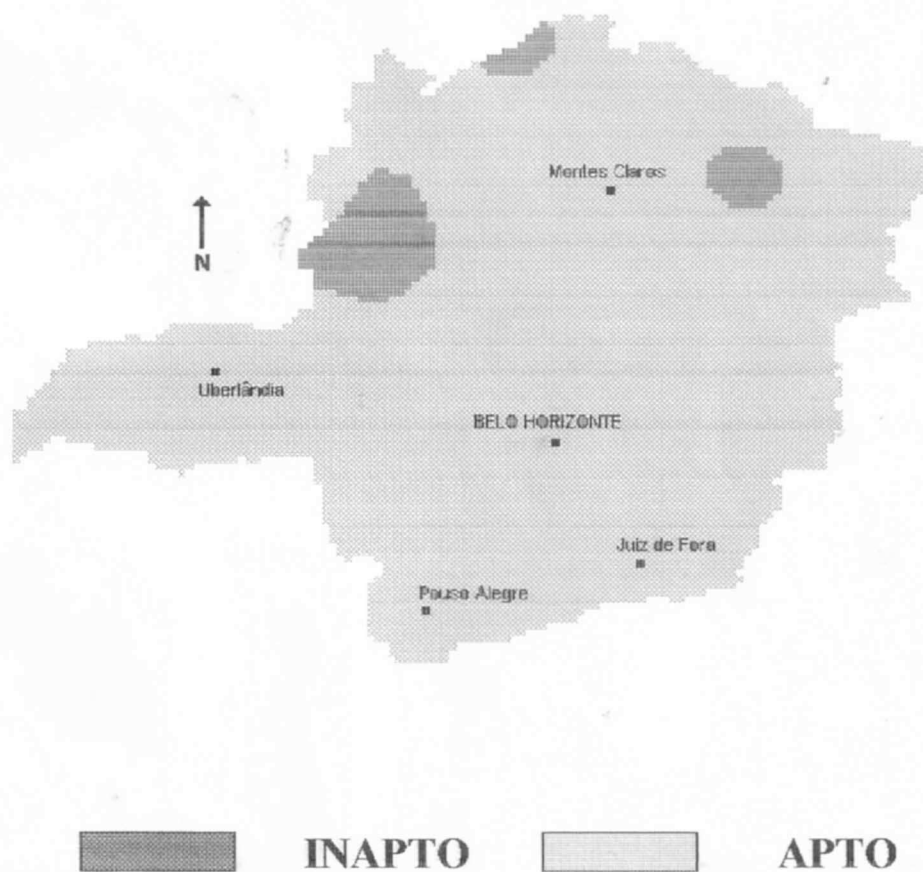 Montes Claros
N
Uberlândia
BELO HORIZONTE
Juiz de Fora
Pouso Alegre
INAPTO
APTO